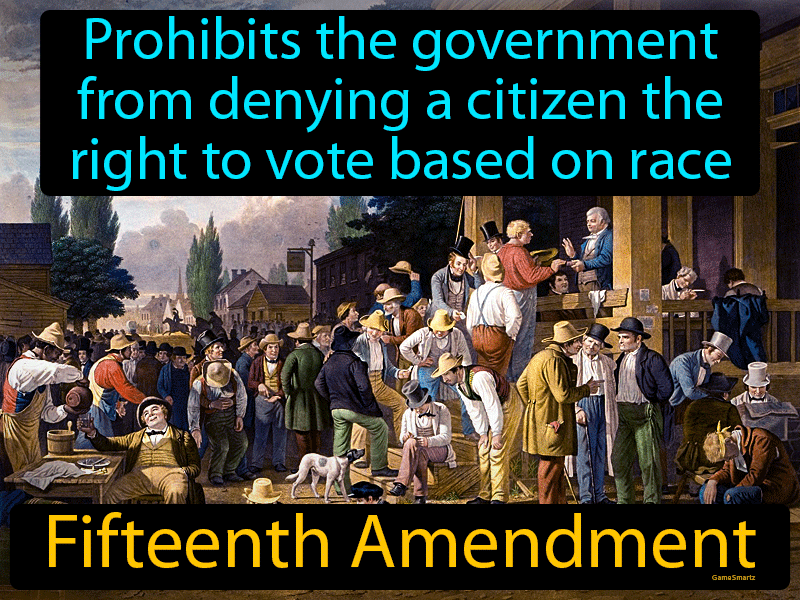 Prohibits the government
from denying a citizen the
right to vote based on race
Fifteenth Amendment
GameSmartz